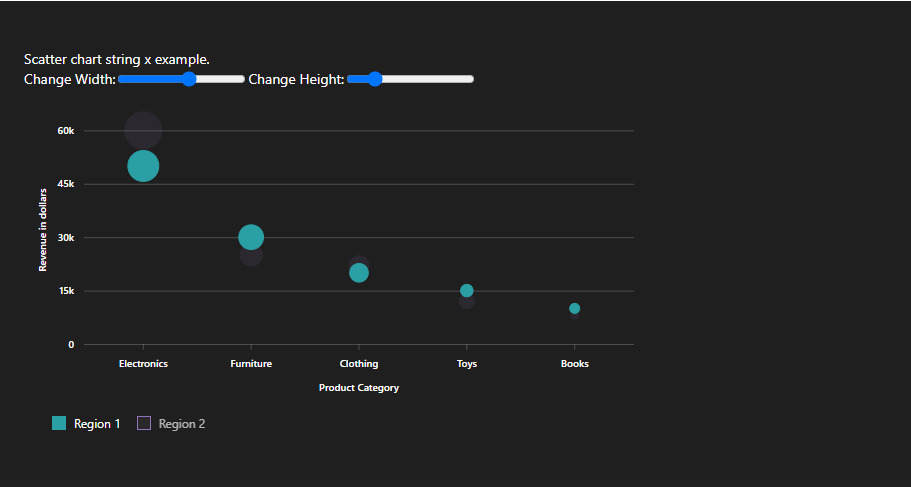 Scatter chart string x example.
Change Width: Change Height:
60k
45k
30k
15k
0
Revenue in dollars
Electronics Furniture Clothing Toys Books
Product Category
Region 1 Region 2